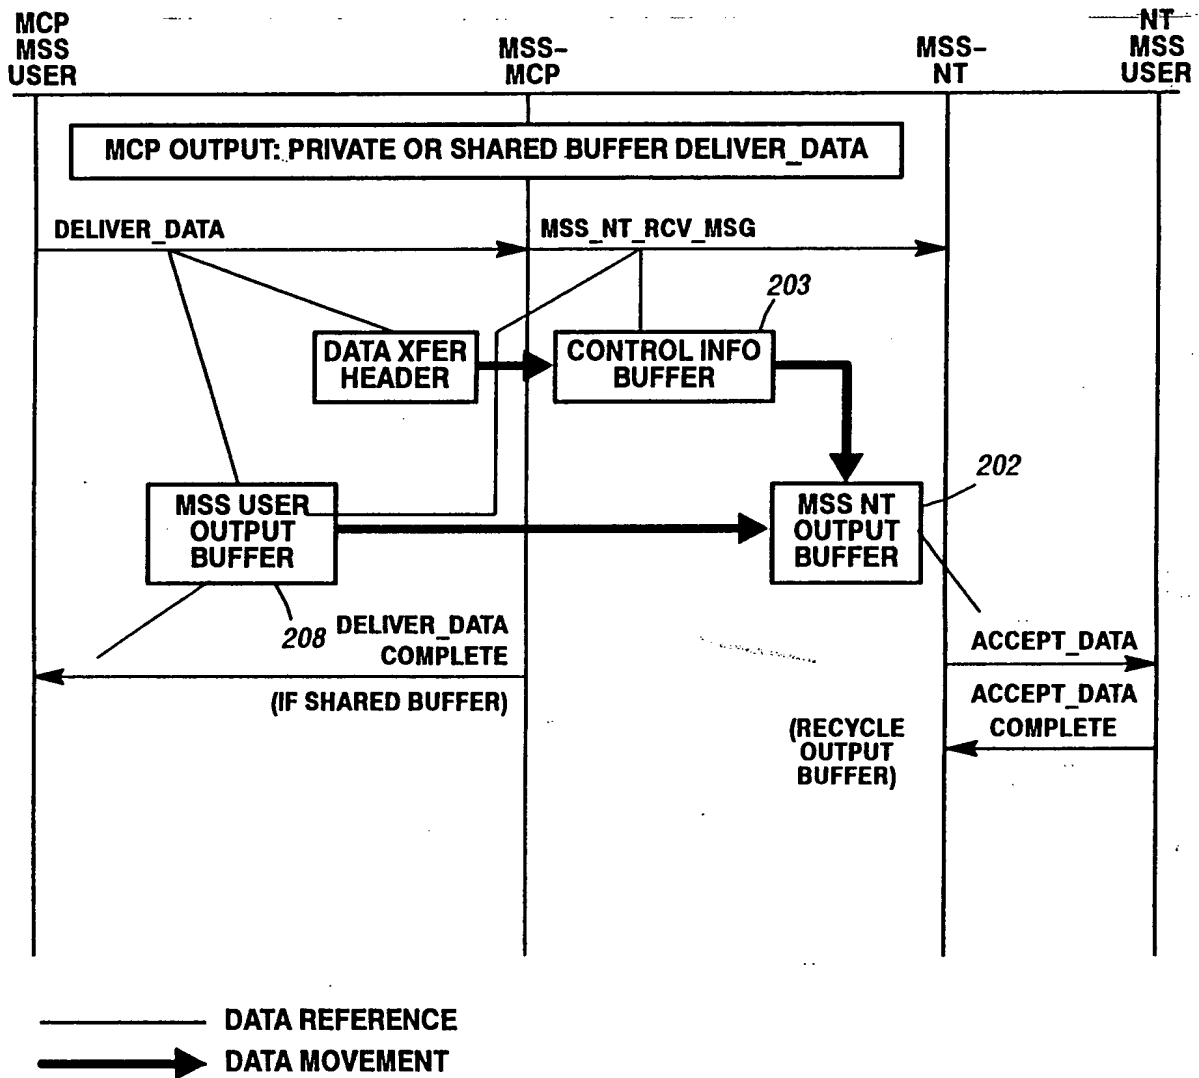 MCP
MSS
USER
MSS-
MCP
MSS-
NT
NT
MSS
USER
MCP OUTPUT: PRIVATE OR SHARED BUFFER DELIVER_DATA
DELIVER_DATA
MSS_NT_RCV_MSG
203
DATA XFER
HEADER
CONTROL INFO
BUFFER
202
MSS USER
OUTPUT
BUFFER
MSS NT
OUTPUT
BUFFER
208
DELIVER_DATA
COMPLETE
(IF SHARED BUFFER)
ACCEPT_DATA
ACCEPT_DATA
COMPLETE
(RECYCLE
OUTPUT
BUFFER)
DATA REFERENCE
DATA MOVEMENT